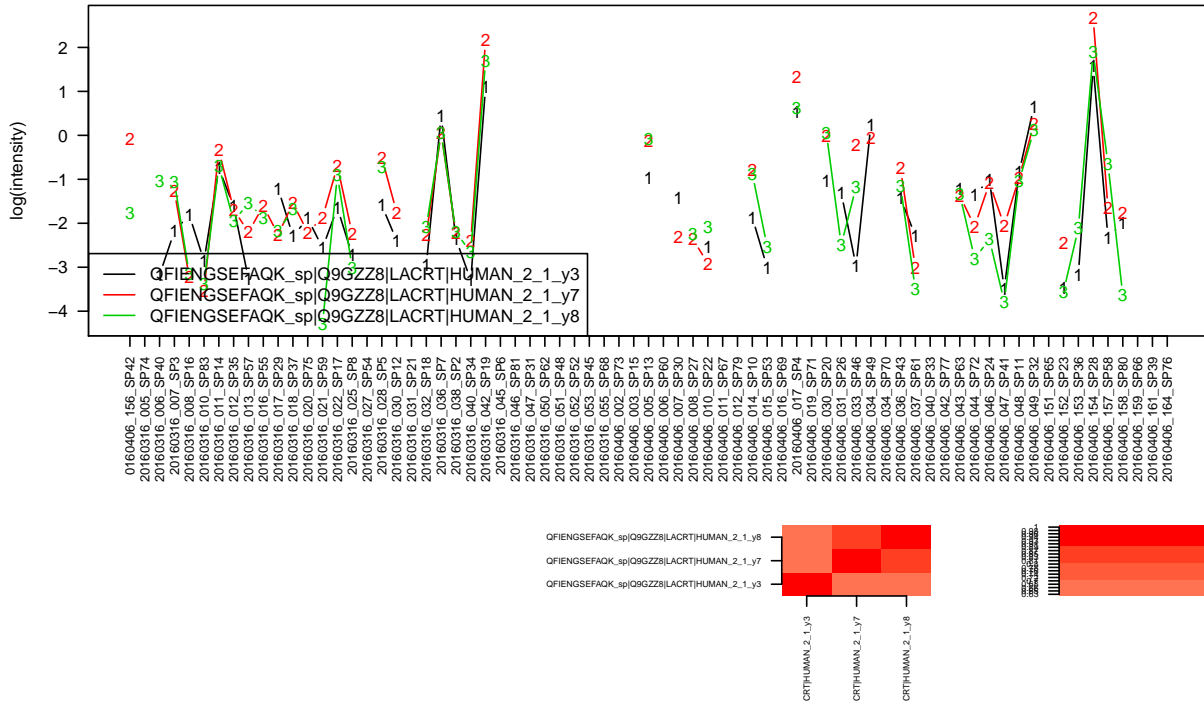 log(intensity)
2
1
0
−1
−2
−3
−4
QFIENGSEFAQK_sp|Q9GZZ8|LACRT|HUMAN_2_1_y3
QFIENGSEFAQK_sp|Q9GZZ8|LACRT|HUMAN_2_1_y7
QFIENGSEFAQK_sp|Q9GZZ8|LACRT|HUMAN_2_1_y8
0160406_156_SP42
20160316_005_SP74
20160316_006_SP40
20160316_007_SP3
20160316_008_SP16
20160316_010_SP83
20160316_011_SP14
20160316_012_SP35
20160316_013_SP57
20160316_016_SP55
20160316_017_SP29
20160316_018_SP37
20160316_020_SP75
20160316_021_SP59
20160316_022_SP17
20160316_025_SP8
20160316_027_SP54
20160316_028_SP5
20160316_030_SP12
20160316_031_SP21
20160316_032_SP18
20160316_036_SP7
20160316_038_SP2
20160316_040_SP34
20160316_042_SP19
20160316_045_SP6
20160316_046_SP81
20160316_047_SP31
20160316_050_SP62
20160316_051_SP48
20160316_052_SP52
20160316_053_SP45
20160316_055_SP68
20160406_002_SP73
20160406_003_SP15
20160406_005_SP13
20160406_006_SP60
20160406_007_SP30
20160406_008_SP27
20160406_010_SP22
20160406_011_SP67
20160406_012_SP79
20160406_014_SP10
20160406_015_SP53
20160406_016_SP69
20160406_017_SP4
20160406_019_SP71
20160406_030_SP20
20160406_031_SP26
20160406_033_SP46
20160406_034_SP49
20160406_034_SP70
20160406_036_SP43
20160406_037_SP61
20160406_040_SP33
20160406_042_SP77
20160406_043_SP63
20160406_044_SP72
20160406_046_SP24
20160406_047_SP41
20160406_048_SP11
20160406_049_SP32
20160406_151_SP65
20160406_152_SP23
20160406_153_SP36
20160406_154_SP28
20160406_157_SP58
20160406_158_SP80
20160406_159_SP66
20160406_161_SP39
20160406_164_SP76
QFIENGSEFAQK_sp|Q9GZZ8|LACRT|HUMAN_2_1_y8
QFIENGSEFAQK_sp|Q9GZZ8|LACRT|HUMAN_2_1_y7
QFIENGSEFAQK_sp|Q9GZZ8|LACRT|HUMAN_2_1_y3
CRT|HUMAN_2_1_y3
CRT|HUMAN_2_1_y7
CRT|HUMAN_2_1_y8